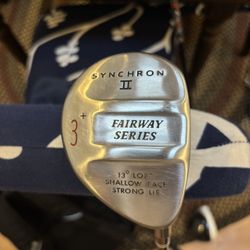 SYNCHRON
II
3+
FAIRWAY
SERIES
13° LOFT
SHALLOW FACE
STRONG LIE